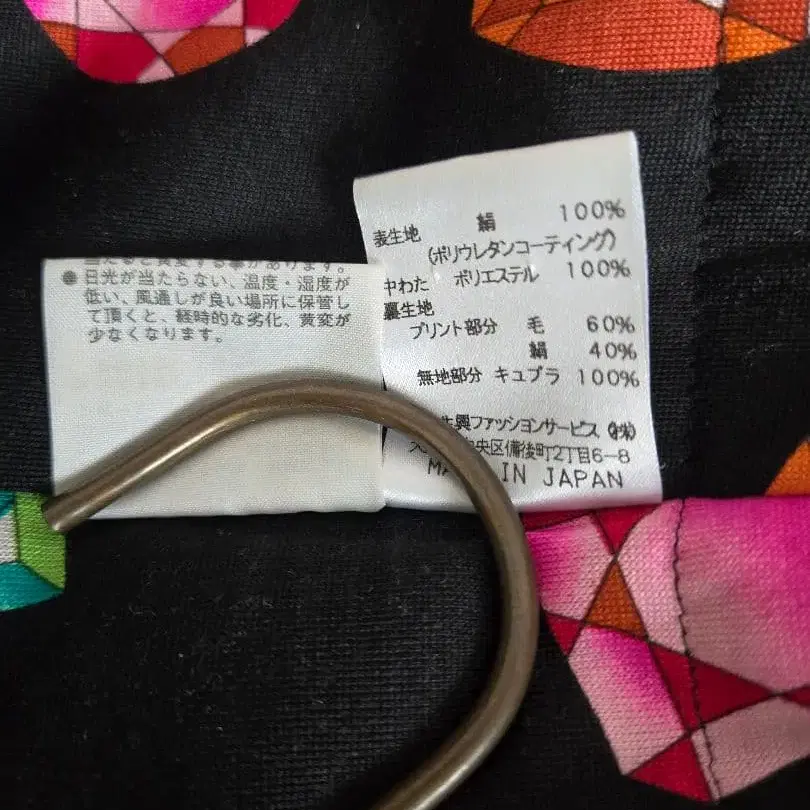 ●日光が当たらない、温度・湿度が
低い、風通しが良い場所に保管し
て頂くと、経時的な劣化、黄変が
少なくなります。
表生地 絹 100%
(ポリウレタンコーティング)
中わた ポリエステル 100%
裏生地
プリント部分 毛 60%
絹 40%
無地部分 キュプラ 100%
興ファッションサービス(株)
央区備後町2丁目6-8
IN JAPAN